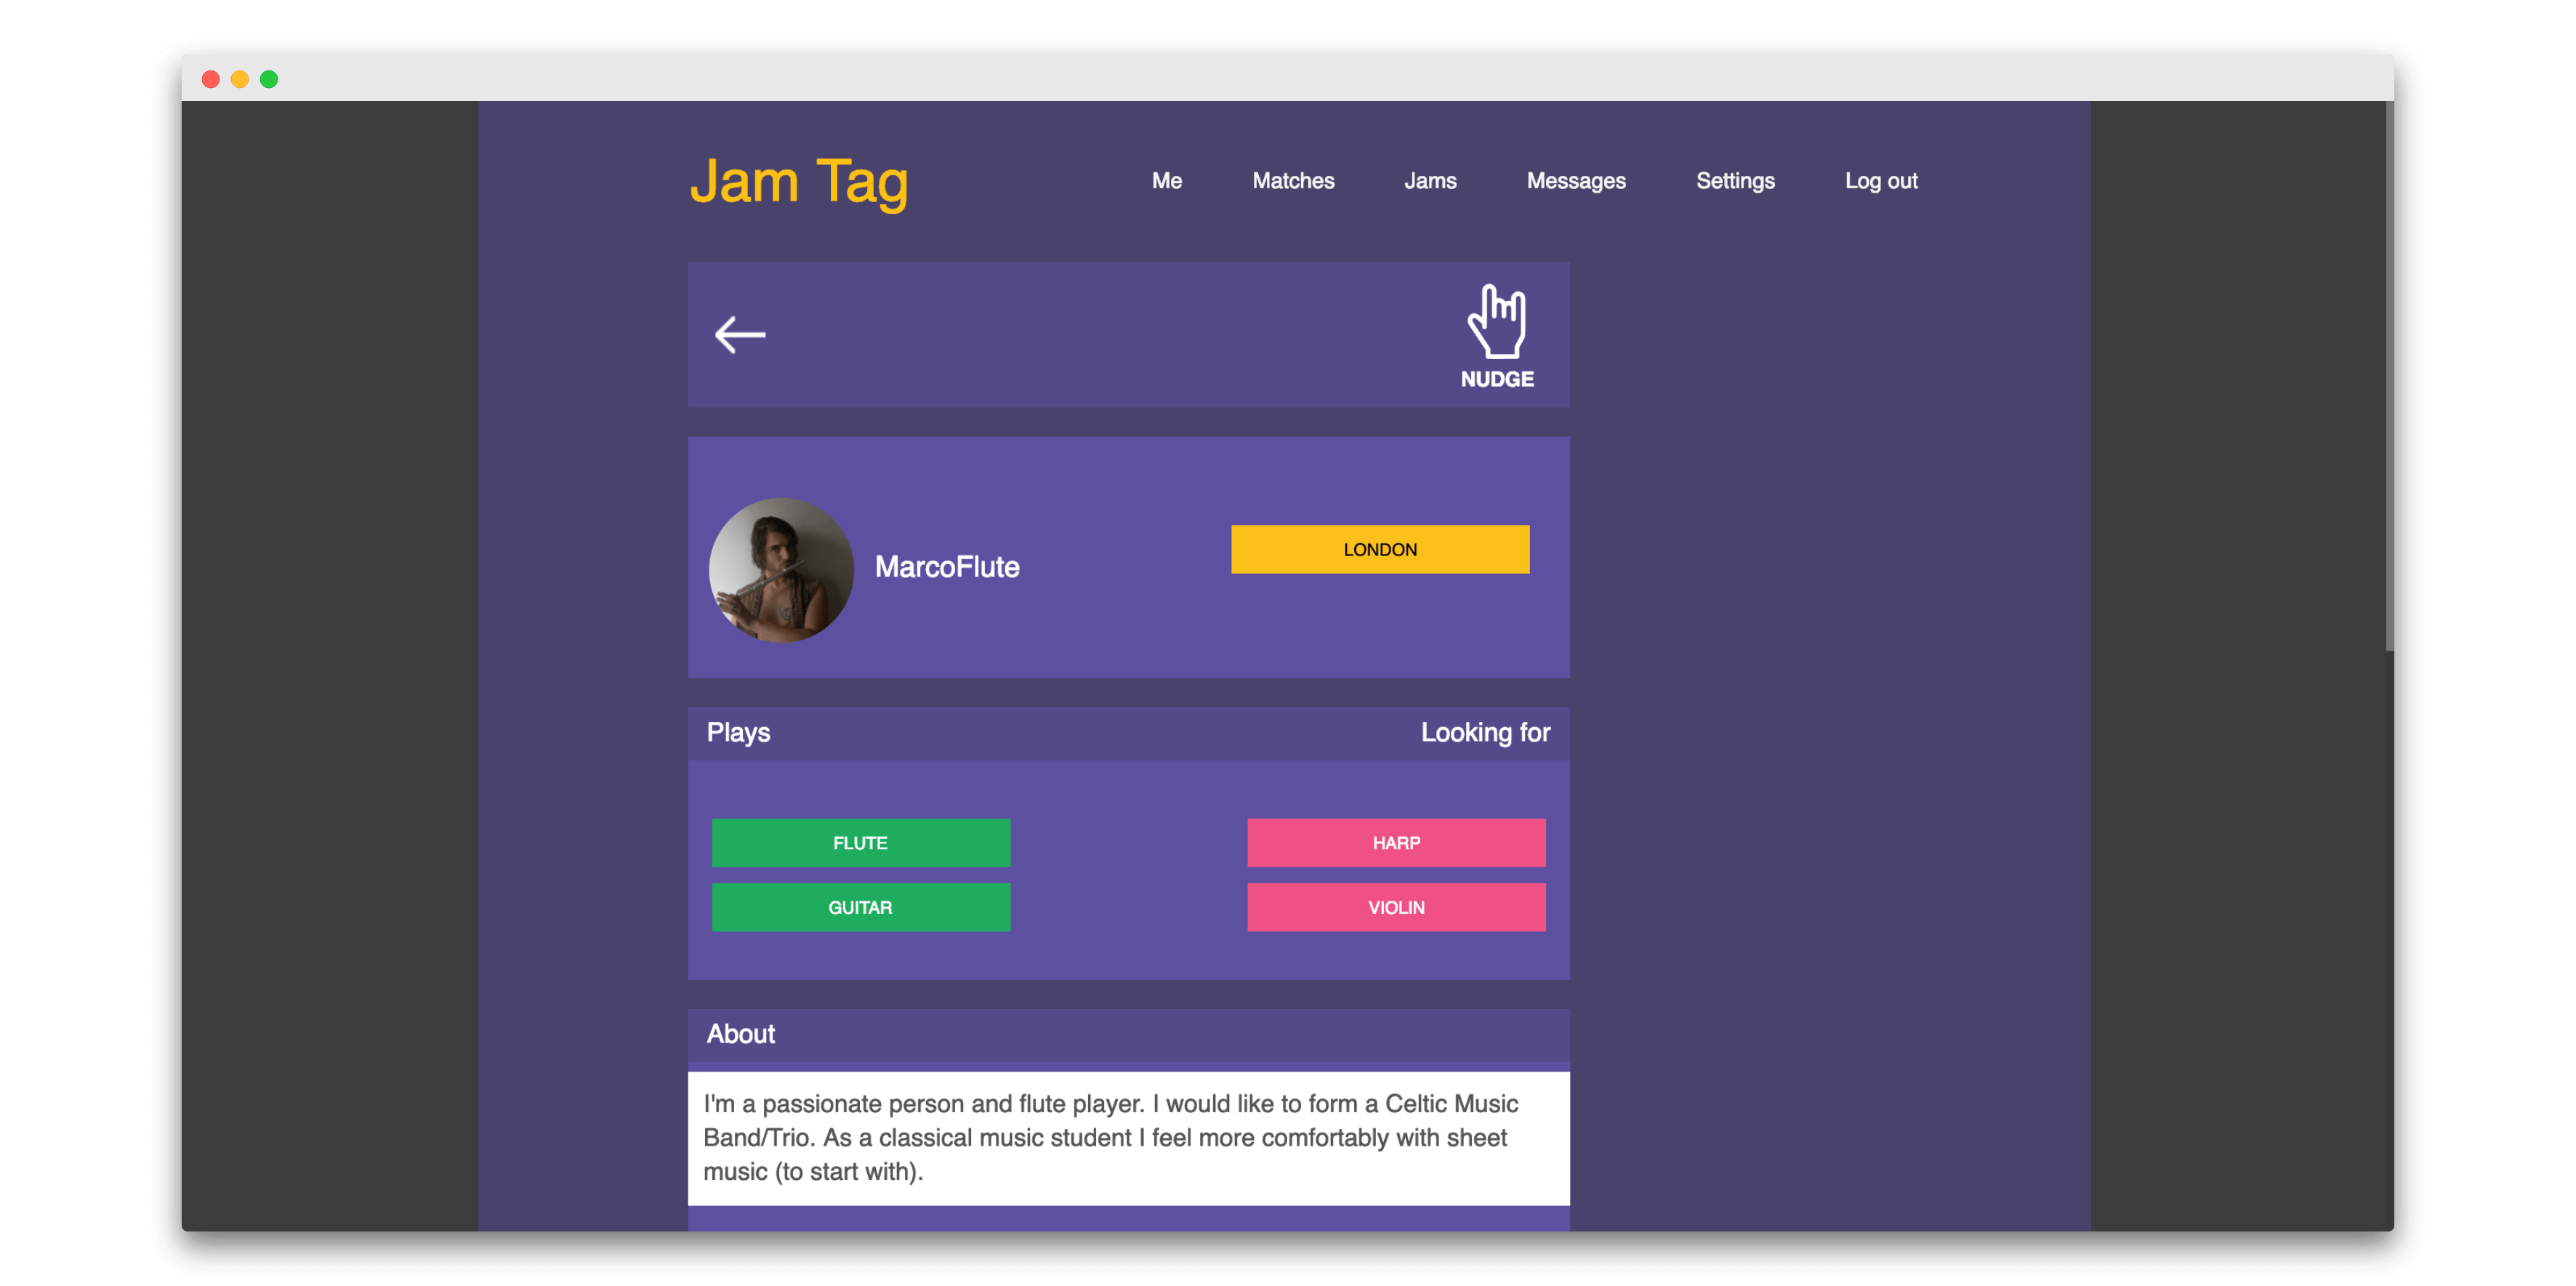 Jam Tag
Me Matches Jams Messages Settings Log out
NUDGE
MarcoFlute
LONDON
Plays Looking for
FLUTE HARP
GUITAR VIOLIN
About
I'm a passionate person and flute player. I would like to form a Celtic Music
Band/Trio. As a classical music student I feel more comfortably with sheet
music (to start with).